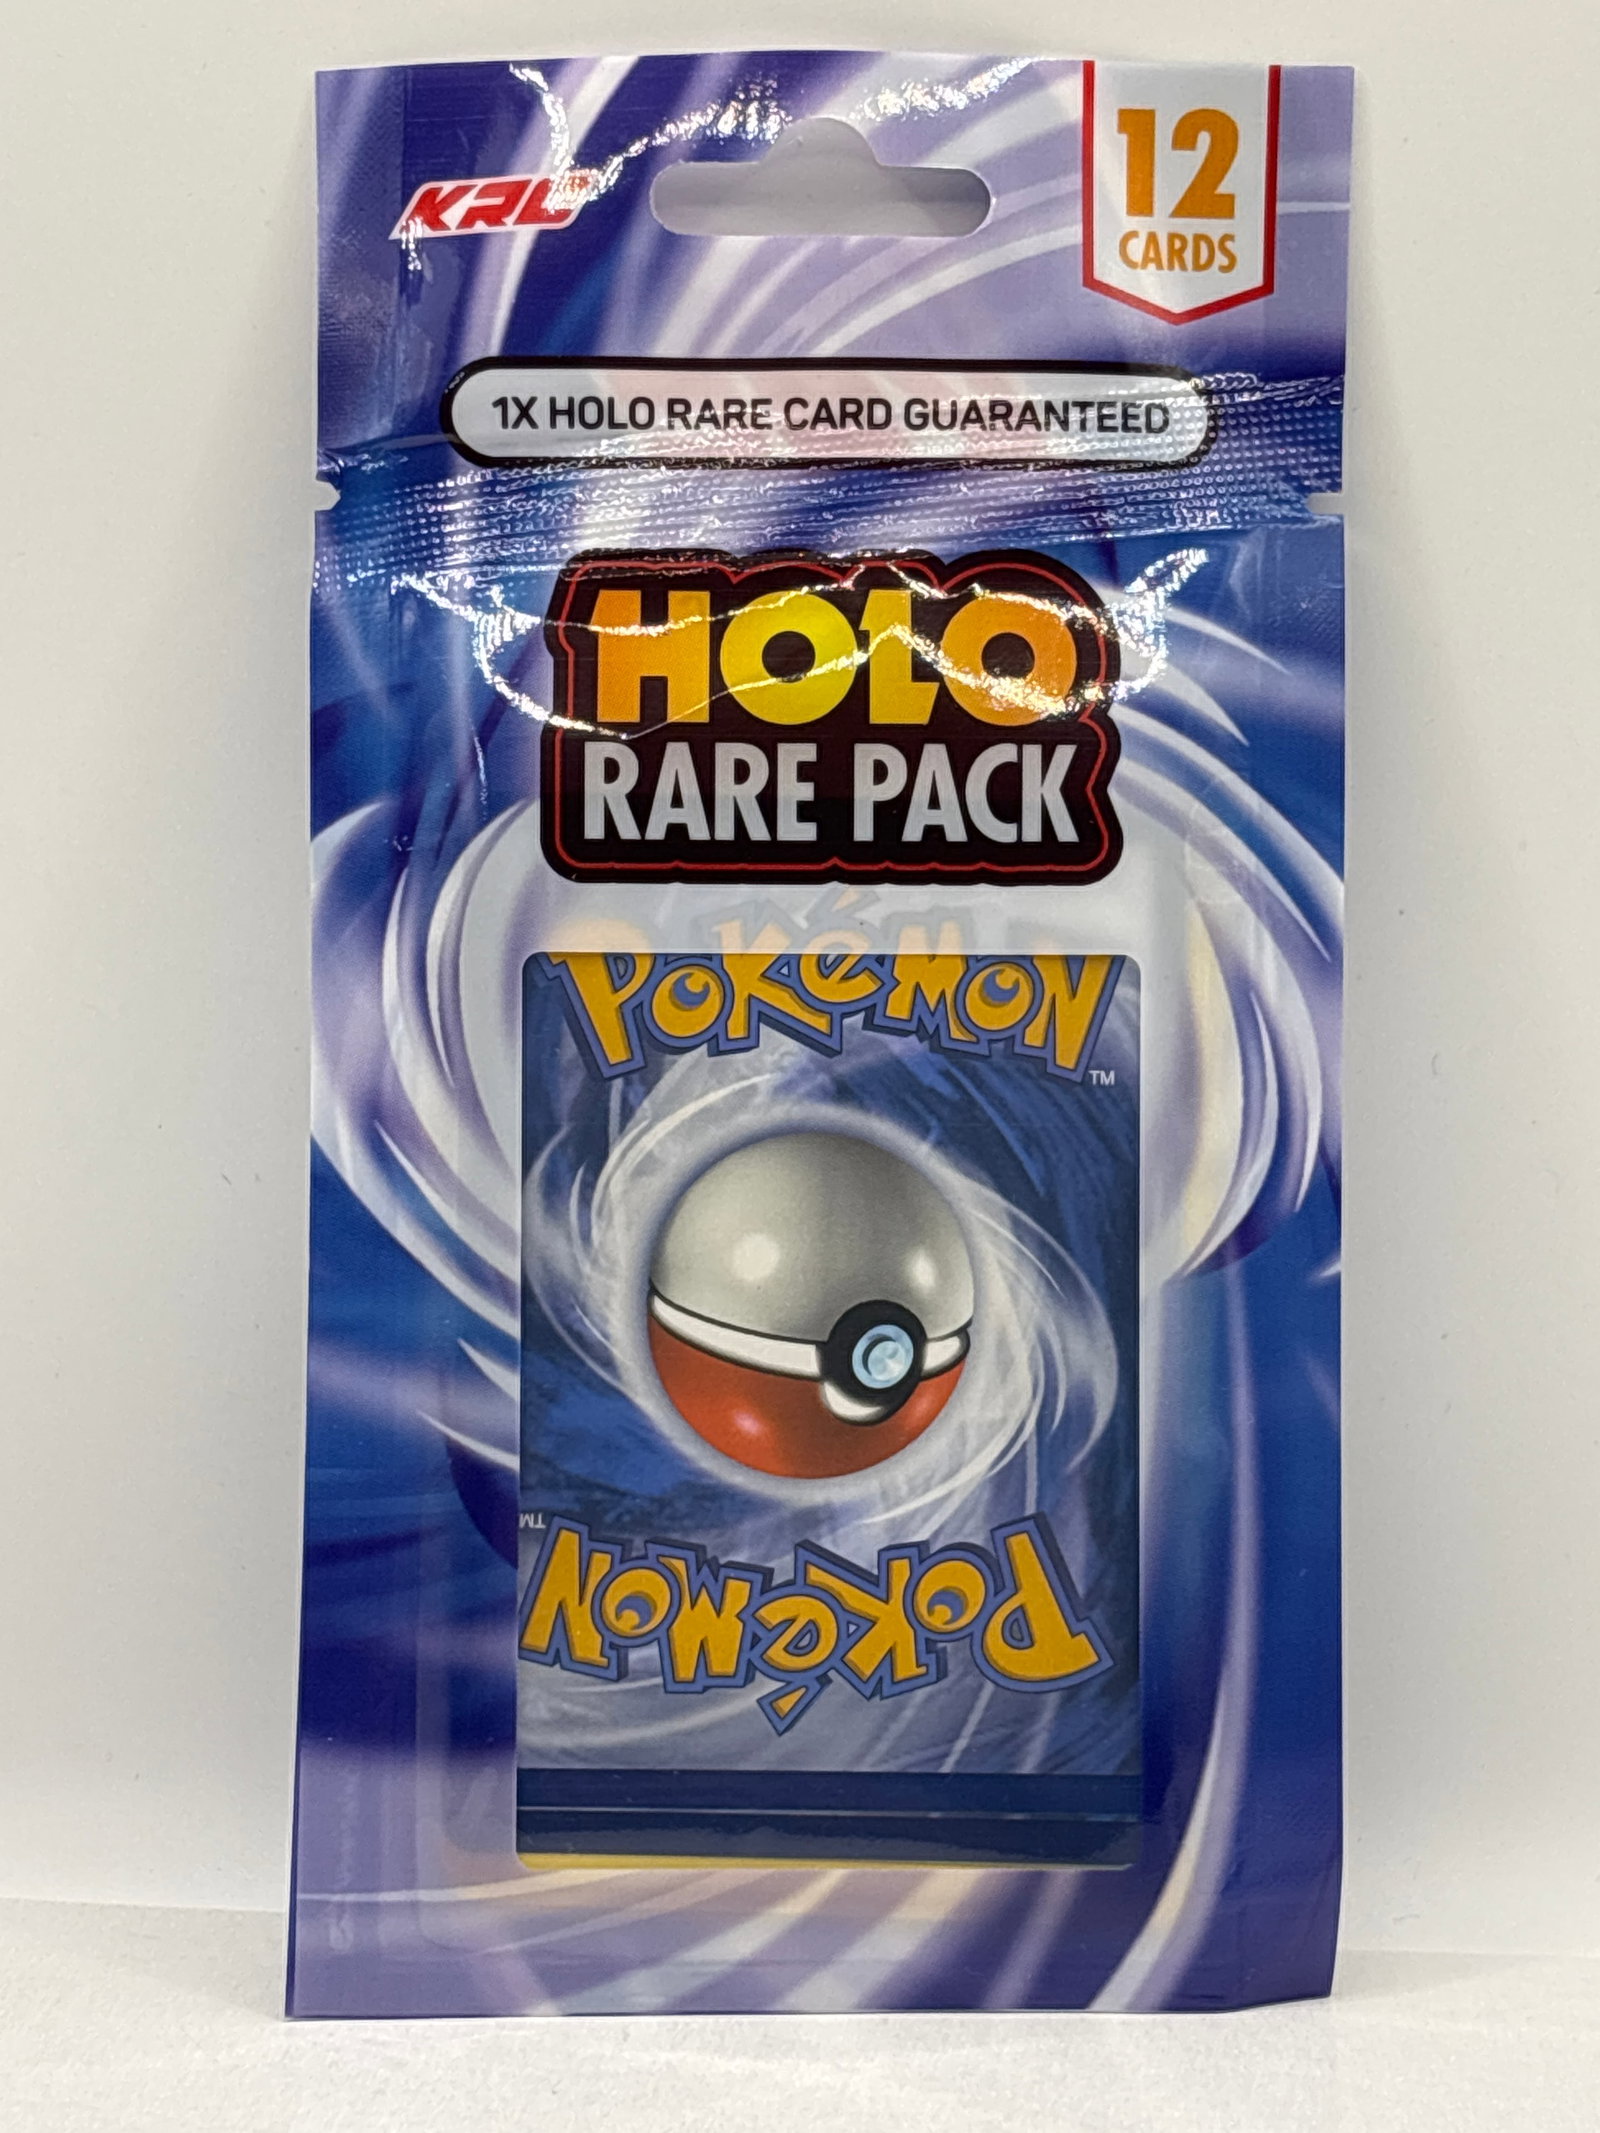 KRC
12
CARDS
1X HOLO RARE CARD GUARANTEED
HOLO
RARE PACK
POKéMON
TM
TM
POKéMON